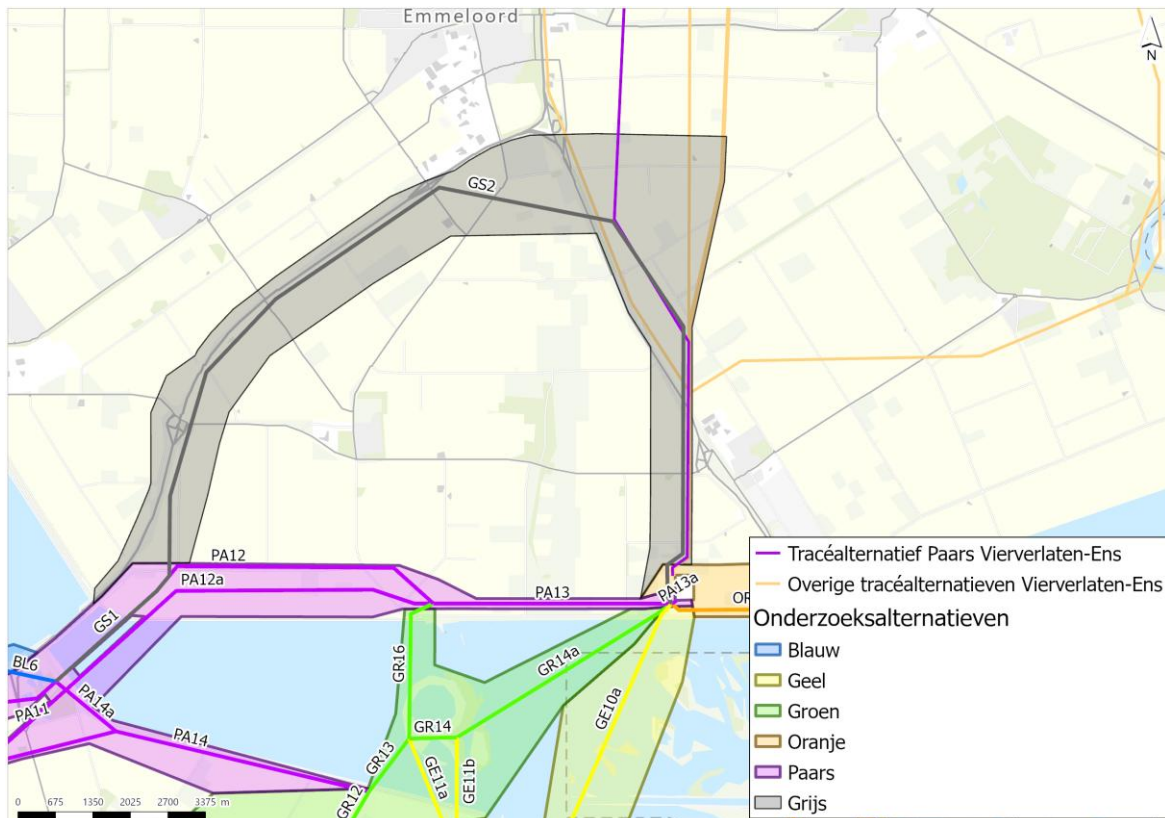 Emmeloord
N
GS2
PA12
PA12a
PA13
PA13a
OR
GS1
BL6
PA11
PA14a
PA14
GR16
GR14a
GR14
GR13
GR12
GE11a
GE11b
GE10a
Tracéalternatief Paars Vierverlaten-Ens
Overige tracéalternatieven Vierverlaten-Ens
Onderzoeksalternatieven
Blauw
Geel
Groen
Oranje
Paars
Grijs
0 675 1350 2025 2700 3375 m